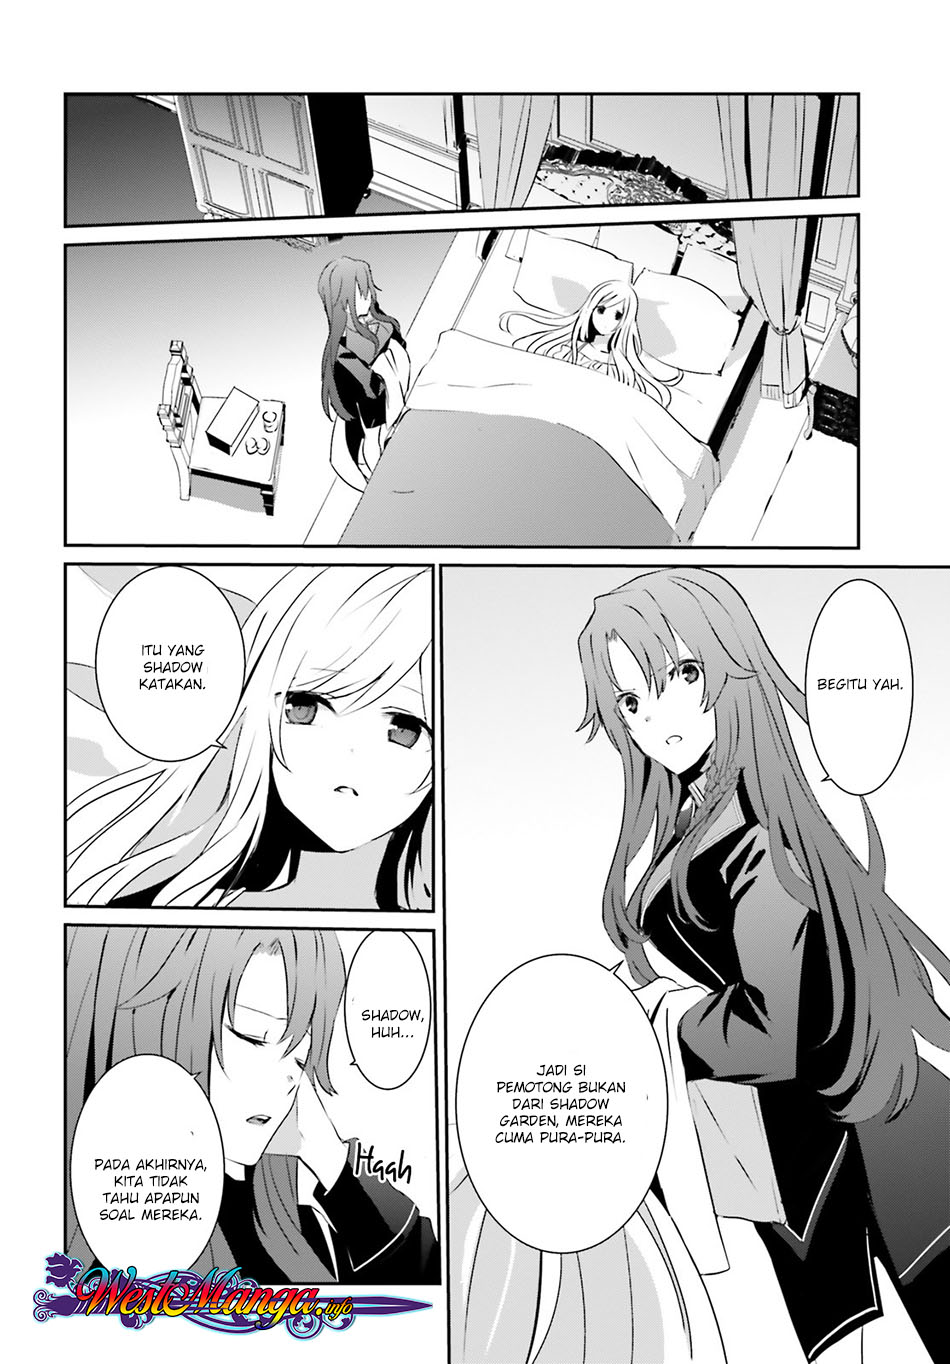 BEGITU YAH.
JADI SI
PEMOTONG BUKAN
DARI SHADOW
GARDEN, MEREKA
CUMA PURA-PURA.
ITU YANG
SHADOW
KATAKAN.
SHADOW,
HUH...
Haah
PADA AKHIRNYA,
KITA TIDAK
TAHU APAPUN
SOAL MEREKA.
WestManga.info